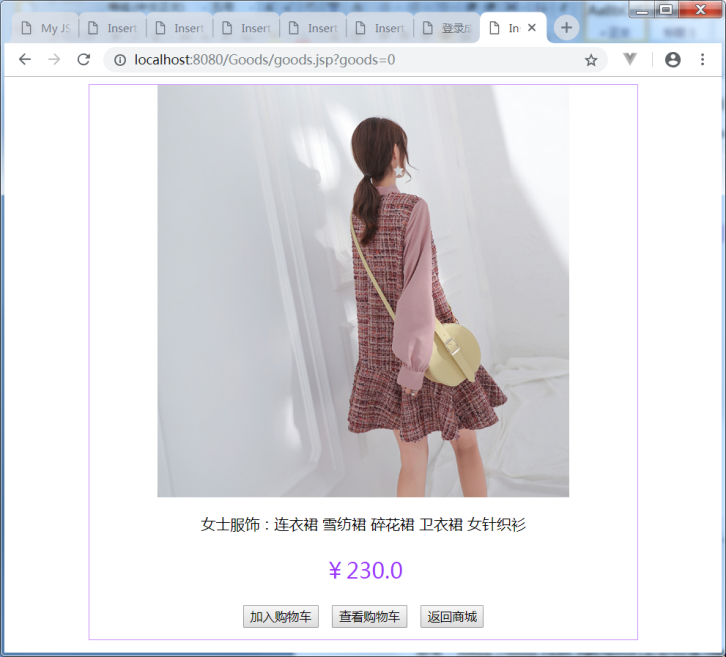 My JS
Insert
Insert
Insert
Insert
Insert
登录成
In
localhost:8080/Goods/goods.jsp?goods=0
女士服饰：连衣裙 雪纺裙 碎花裙 卫衣裙 女针织衫
￥230.0
加入购物车 查看购物车 返回商城